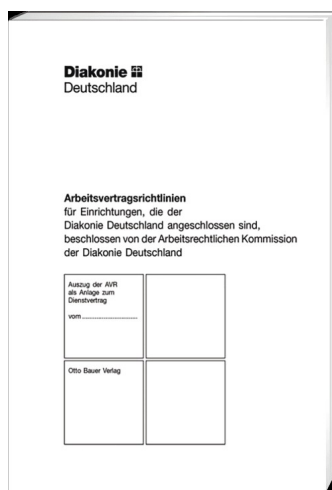 Diakonie
Deutschland
Arbeitsvertragsrichtlinien
für Einrichtungen, die der
Diakonie Deutschland angeschlossen sind,
beschlossen von der Arbeitsrechtlichen Kommission
der Diakonie Deutschland
Auszug der AVR
als Anlage zum
Dienstvertrag
vom ..............................
Otto Bauer Verlag